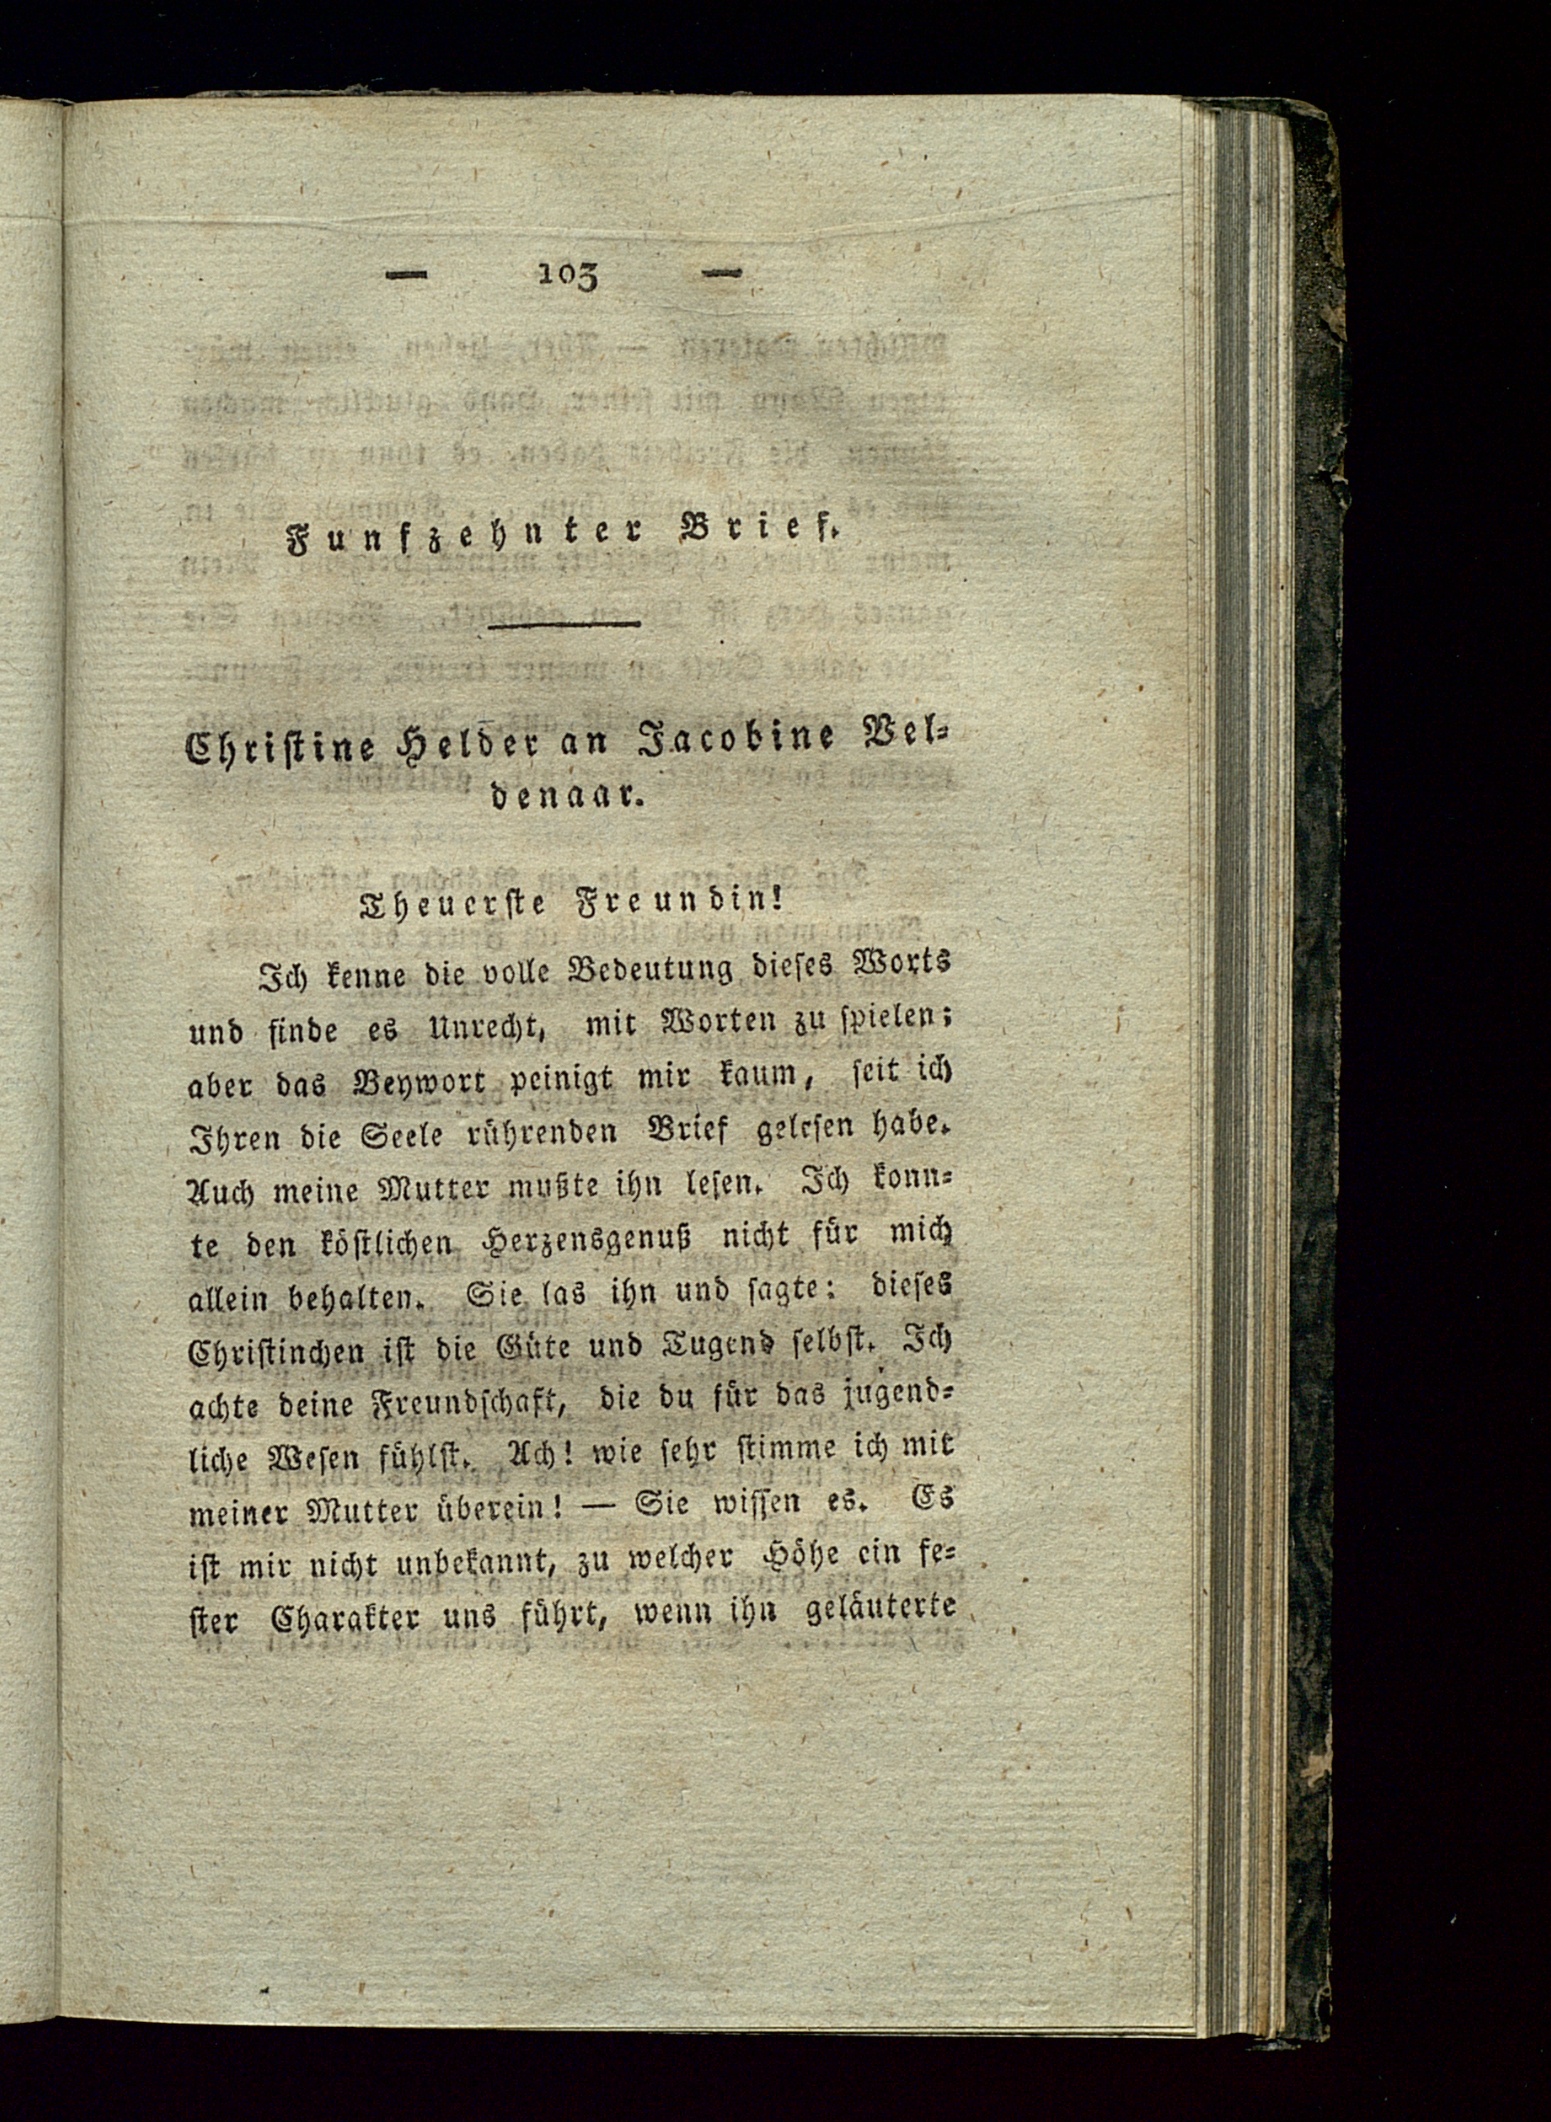 — 103 —
Funfzehnter Brief.
Christine Helder an Jacobine Vel-
denaar.
Theuerste Freundin!
Ich kenne die volle Bedeutung dieses Worts
und finde es Unrecht, mit Worten zu spielen;
aber das Beywort peinigt mir kaum, seit ich
Ihren die Seele rührenden Brief gelesen habe.
Auch meine Mutter mußte ihn lesen. Ich konn-
te den köstlichen Herzensgenuß nicht für mich
allein behalten. Sie las ihn und sagte: dieses
Christinchen ist die Güte und Tugend selbst. Ich
achte deine Freundschaft, die du für das jugend-
liche Wesen fühlst. Ach! wie sehr stimme ich mit
meiner Mutter überein! — Sie wissen es. Es
ist mir nicht unbekannt, zu welcher Höhe ein fe-
ster Charakter uns führt, wenn ihn geläuterte